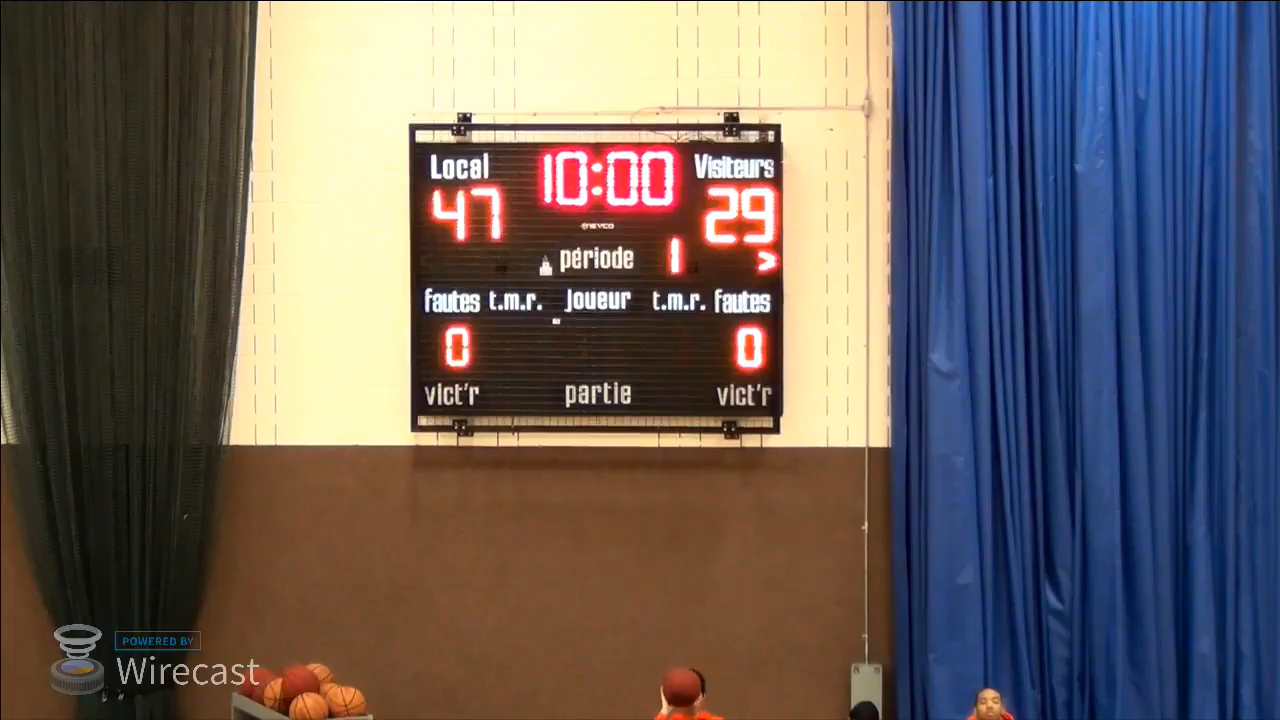 Local 10:00 Visiteurs
47 29
NEVCO
période 1 >
fautes t.m.r. joueur t.m.r. fautes
0 0
vict'r partie vict'r
POWERED BY
Wirecast